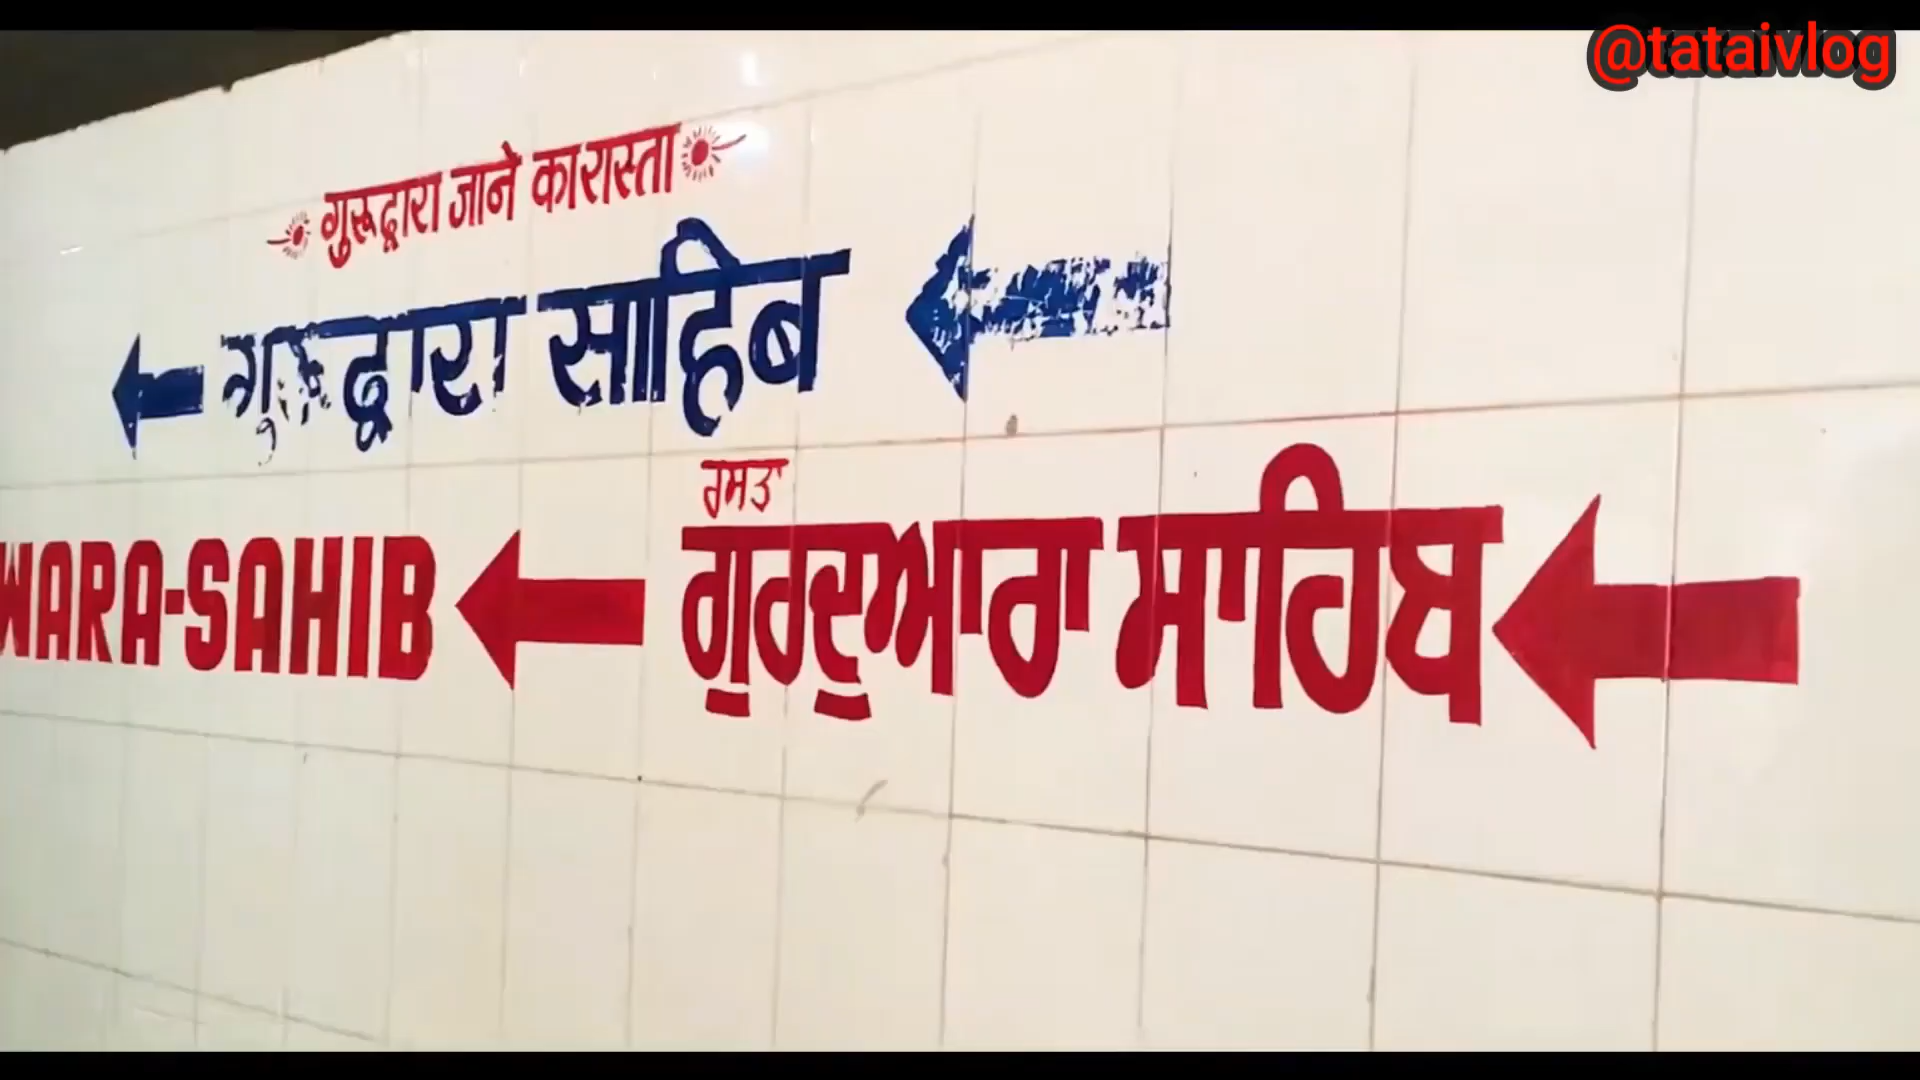 @tataivlog
गुरूद्वारा जाने का रास्ता
गुरूद्वारा साहिब
ਰਸਤਾ
WARA-SAHIB ਗੁਰਦੁਆਰਾ ਸਾਹਿਬ